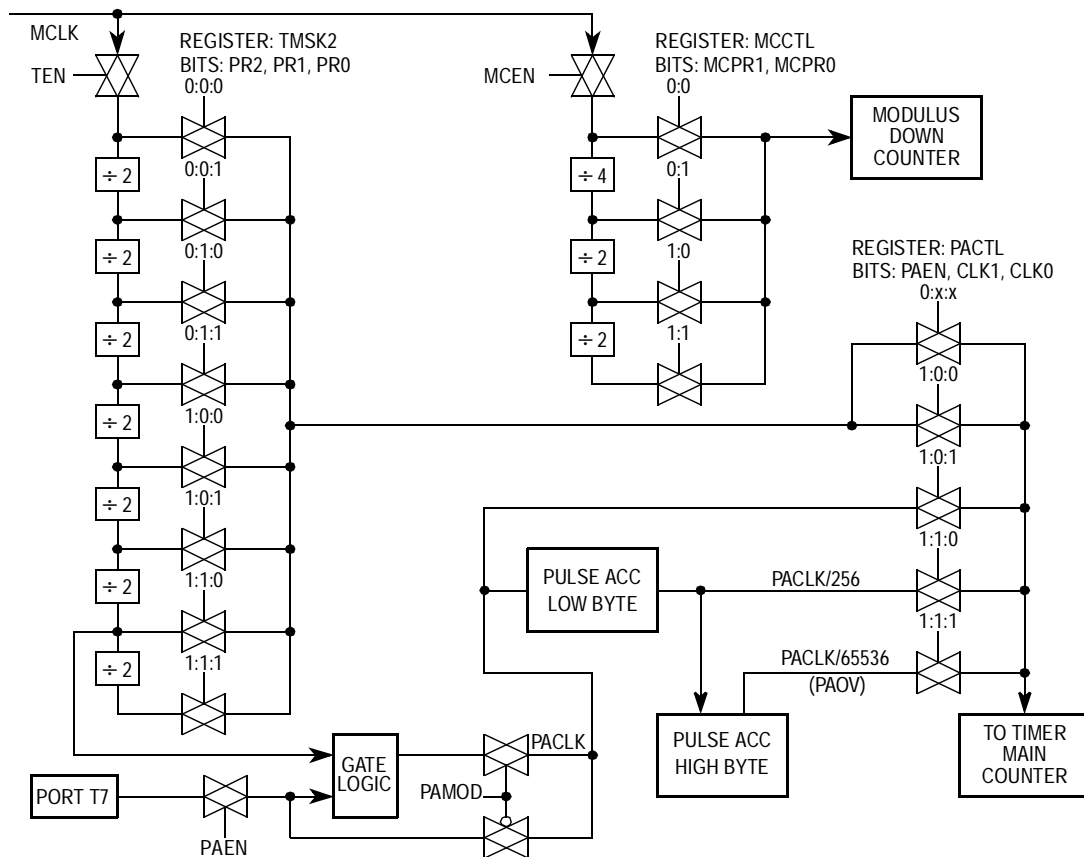 MCLK
TEN
REGISTER: TMSK2
BITS: PR2, PR1, PR0
0:0:0
÷ 2
0:0:1
÷ 2
0:1:0
÷ 2
0:1:1
÷ 2
1:0:0
÷ 2
1:0:1
÷ 2
1:1:0
÷ 2
1:1:1
MCEN
REGISTER: MCCTL
BITS: MCPR1, MCPR0
0:0
÷ 4
0:1
÷ 2
1:0
÷ 2
1:1
MODULUS
DOWN
COUNTER
REGISTER: PACTL
BITS: PAEN, CLK1, CLK0
0:x:x
1:0:0
1:0:1
1:1:0
1:1:1
PULSE ACC
LOW BYTE
PACLK/256
PACLK/65536
(PAOV)
PULSE ACC
HIGH BYTE
TO TIMER
MAIN
COUNTER
PORT T7
PAEN
GATE
LOGIC
PACLK
PAMOD